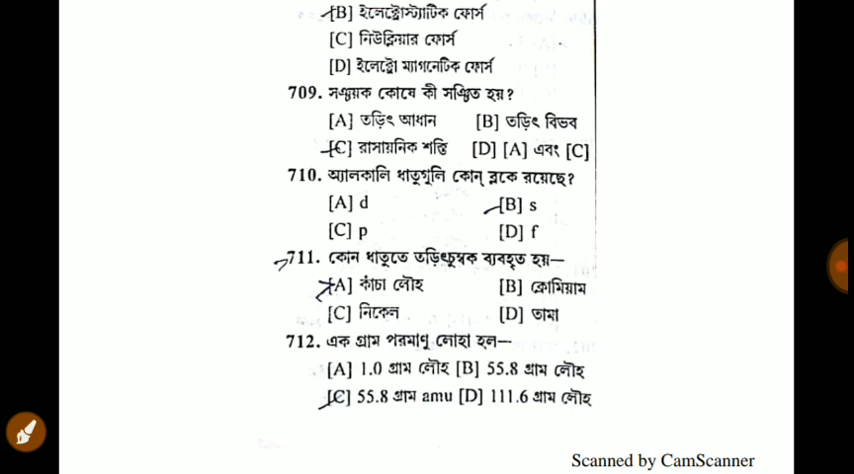 [B] ইলেক্ট্রোস্ট্যাটিক ফোর্স
[C] নিউক্লিয়ার ফোর্স
[D] ইলেক্ট্রো ম্যাগনেটিক ফোর্স
709. সঞ্চয়ক কোষে কী সঞ্চিত হয়?
[A] তড়িৎ আধান [B] তড়িৎ বিভব
[C] রাসায়নিক শক্তি [D] [A] এবং [C]
710. অ্যালকালি ধাতুগুলি কোন্ ব্লকে রয়েছে?
[A] d [B] s
[C] p [D] f
711. কোন ধাতুতে তড়িৎচুম্বক ব্যবহৃত হয়—
[A] কাঁচা লৌহ [B] ক্রোমিয়াম
[C] নিকেল [D] তামা
712. এক গ্রাম পরমাণু লোহা হল—
[A] 1.0 গ্রাম লৌহ [B] 55.8 গ্রাম লৌহ
[C] 55.8 গ্রাম amu [D] 111.6 গ্রাম লৌহ
Scanned by CamScanner